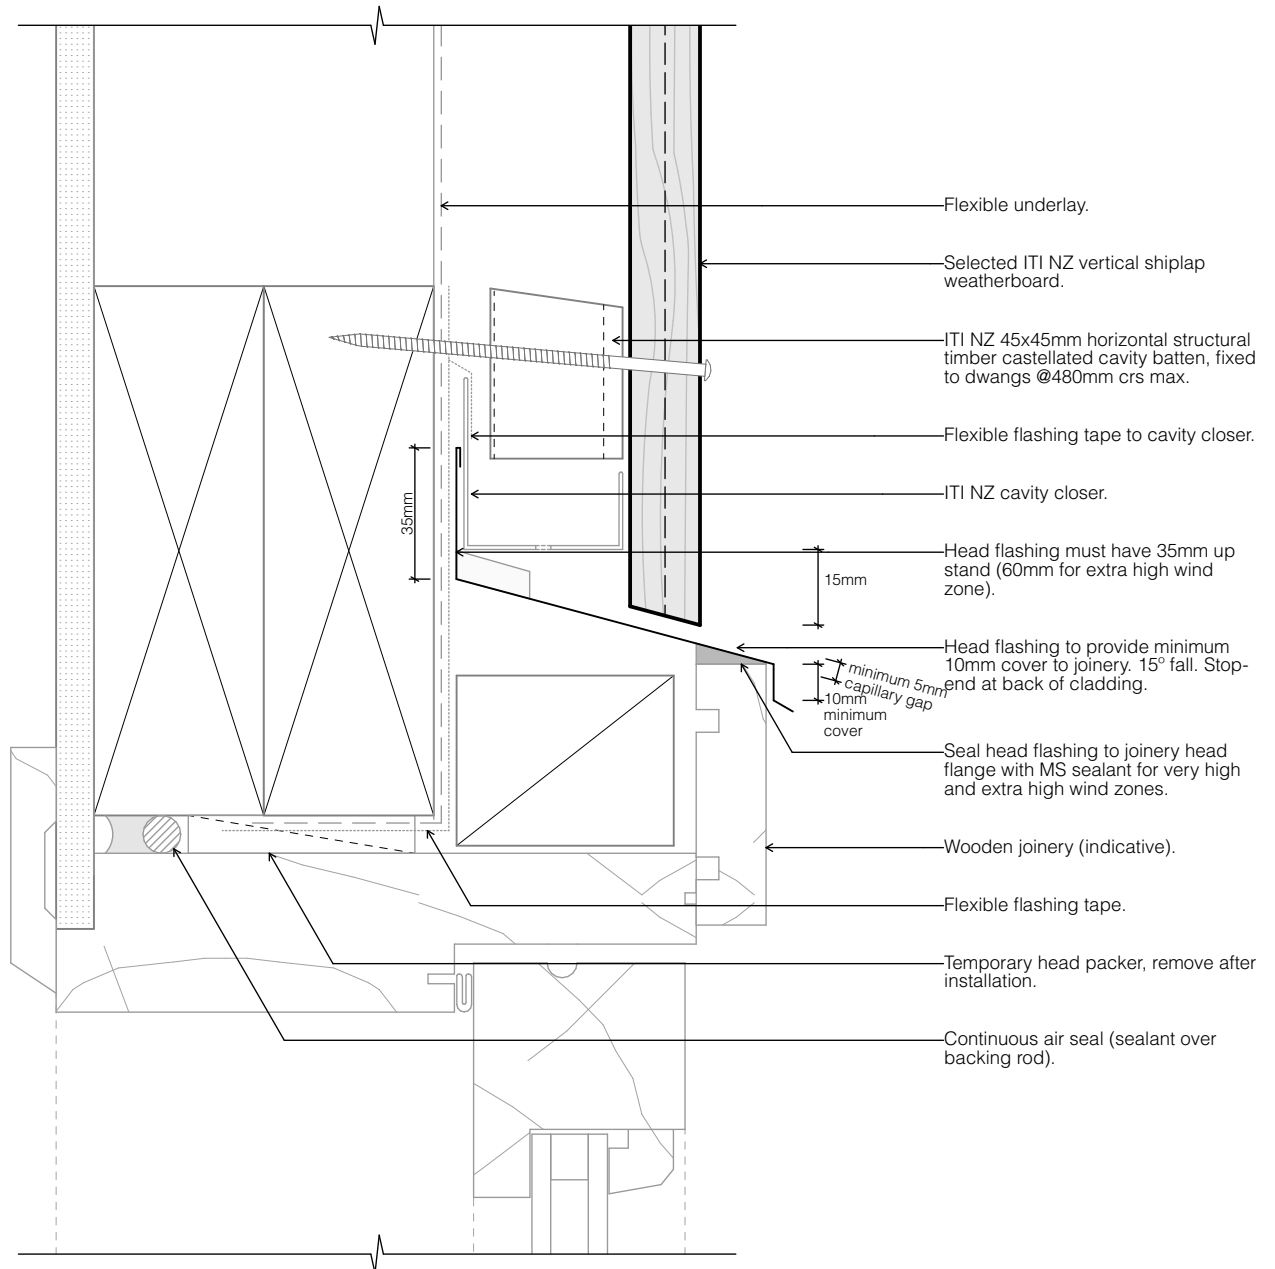 Flexible underlay.
Selected ITI NZ vertical shiplap
weatherboard.
ITI NZ 45x45mm horizontal structural
timber castellated cavity batten, fixed
to dwangs @480mm crs max.
Flexible flashing tape to cavity closer.
35mm
ITI NZ cavity closer.
Head flashing must have 35mm up
stand (60mm for extra high wind
zone).
15mm
Head flashing to provide minimum
10mm cover to joinery. 15° fall. Stop-
end at back of cladding.
minimum 5mm
capillary gap
10mm
minimum
cover
Seal head flashing to joinery head
flange with MS sealant for very high
and extra high wind zones.
Wooden joinery (indicative).
Flexible flashing tape.
Temporary head packer, remove after
installation.
Continuous air seal (sealant over
backing rod).